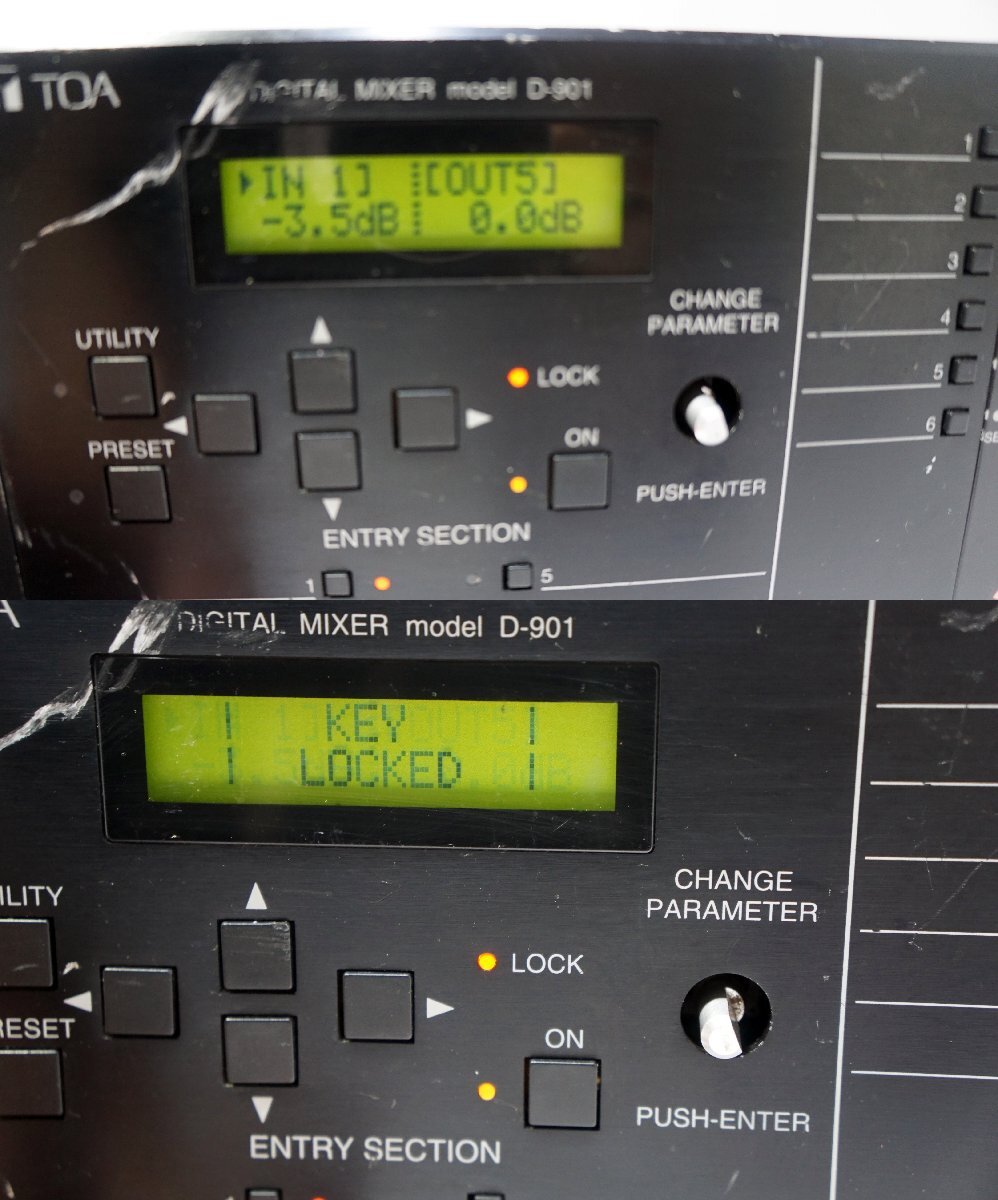 TOA
DIGITAL MIXER model D-901
IN 1] [OUT5]
-3.5dB 0.0dB
CHANGE
PARAMETER
UTILITY
LOCK
PRESET
ON
PUSH-ENTER
ENTRY SECTION
1
5
1
2
3
4
5
6
A
DIGITAL MIXER model D-901
KEY
LOCKED
CHANGE
PARAMETER
ILITY
LOCK
RESET
ON
PUSH-ENTER
ENTRY SECTION